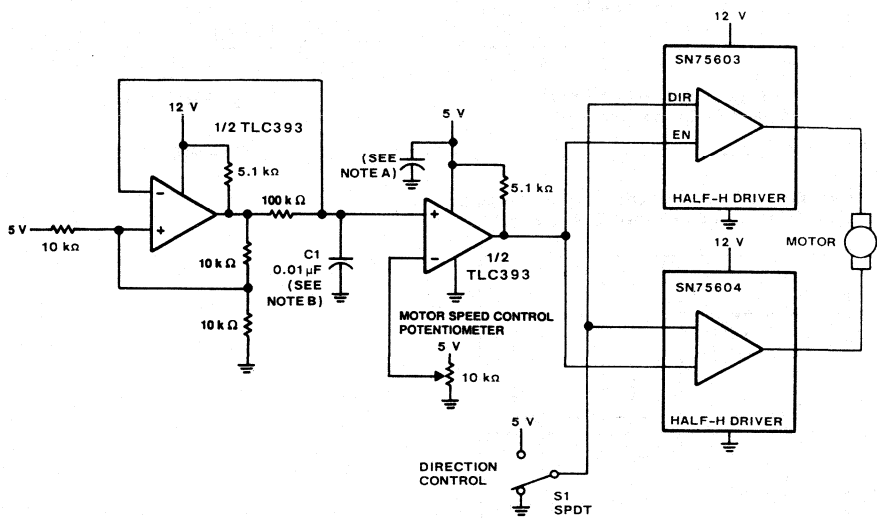 12 V
1/2 TLC393
5.1 kΩ
5 V
10 kΩ
−
+
100 kΩ
10 kΩ
10 kΩ
C1
0.01 μF
(SEE
NOTE B)
(SEE
NOTE A)
5 V
5.1 kΩ
+
−
1/2
TLC393
MOTOR SPEED CONTROL
POTENTIOMETER
5 V
10 kΩ
12 V
SN75603
DIR
EN
HALF-H DRIVER
MOTOR
12 V
SN75604
HALF-H DRIVER
5 V
DIRECTION
CONTROL
S1
SPDT